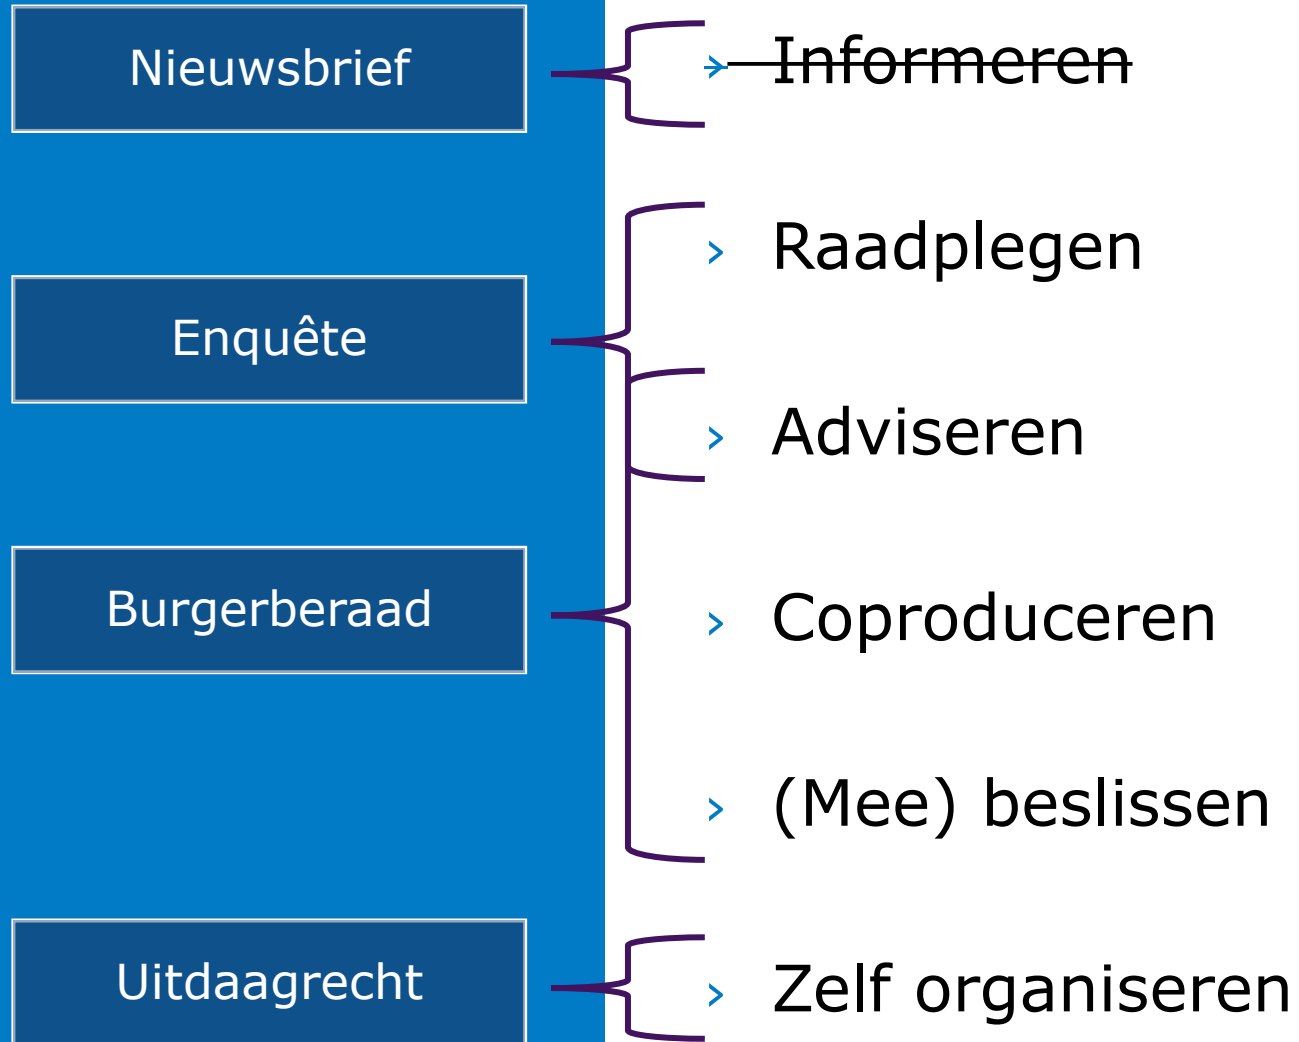 Nieuwsbrief
Informeren
Raadplegen
Enquête
Adviseren
Burgerberaad
Coproduceren
(Mee) beslissen
Uitdaagrecht
Zelf organiseren